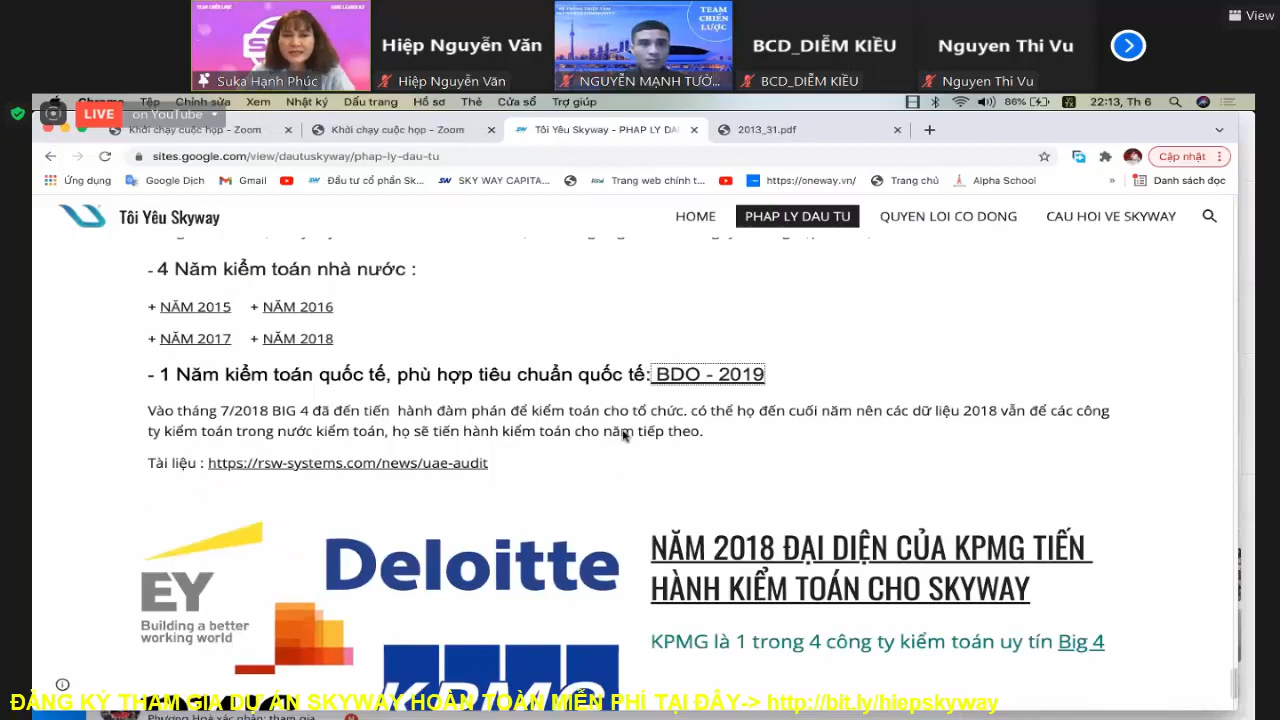 TEAM CHIẾN LƯỢC
Suka Hạnh Phúc
Hiệp Nguyễn Văn
Hiệp Nguyễn Văn
TEAM CHIẾN LƯỢC
NGUYỄN MẠNH TƯỜ...
BCD_DIỄM KIỀU
BCD_DIỄM KIỀU
Nguyen Thi Vu
Nguyen Thi Vu
View
Chrome Tệp Chỉnh sửa Xem Nhật ký Dấu trang Hồ sơ Thẻ Cửa sổ Trợ giúp 86% 22:13, Th 6
LIVE on YouTube
Khởi chạy cuộc họp - Zoom Khởi chạy cuộc họp - Zoom Tôi Yêu Skyway - PHAP LY DAU 2013_31.pdf
sites.google.com/view/dautuskyway/phap-ly-dau-tu Cập nhật
Ứng dụng Google Dịch Gmail Đầu tư cổ phần Sk... SKY WAY CAPITA... Trang web chính t... https://oneway.vn/ Trang chủ Alpha School » Danh sách đọc
Tôi Yêu Skyway HOME PHAP LY DAU TU QUYEN LOI CO DONG CAU HOI VE SKYWAY
- 4 Năm kiểm toán nhà nước :
+ NĂM 2015 + NĂM 2016
+ NĂM 2017 + NĂM 2018
- 1 Năm kiểm toán quốc tế, phù hợp tiêu chuẩn quốc tế: BDO - 2019
Vào tháng 7/2018 BIG 4 đã đến tiến hành đàm phán để kiểm toán cho tổ chức. có thể họ đến cuối năm nên các dữ liệu 2018 vẫn để các công
ty kiểm toán trong nước kiểm toán, họ sẽ tiến hành kiểm toán cho năm tiếp theo.
Tài liệu : https://rsw-systems.com/news/uae-audit
EY
Building a better
working world
Deloitte
KPMG
NĂM 2018 ĐẠI DIỆN CỦA KPMG TIẾN
HÀNH KIỂM TOÁN CHO SKYWAY
KPMG là 1 trong 4 công ty kiểm toán uy tín Big 4
ĐĂNG KÝ THAM GIA DỰ ÁN SKYWAY HOÀN TOÀN MIỄN PHÍ TẠI ĐÂY-> http://bit.ly/hiepskyway
Phương Hoà xác nhận: tham gia